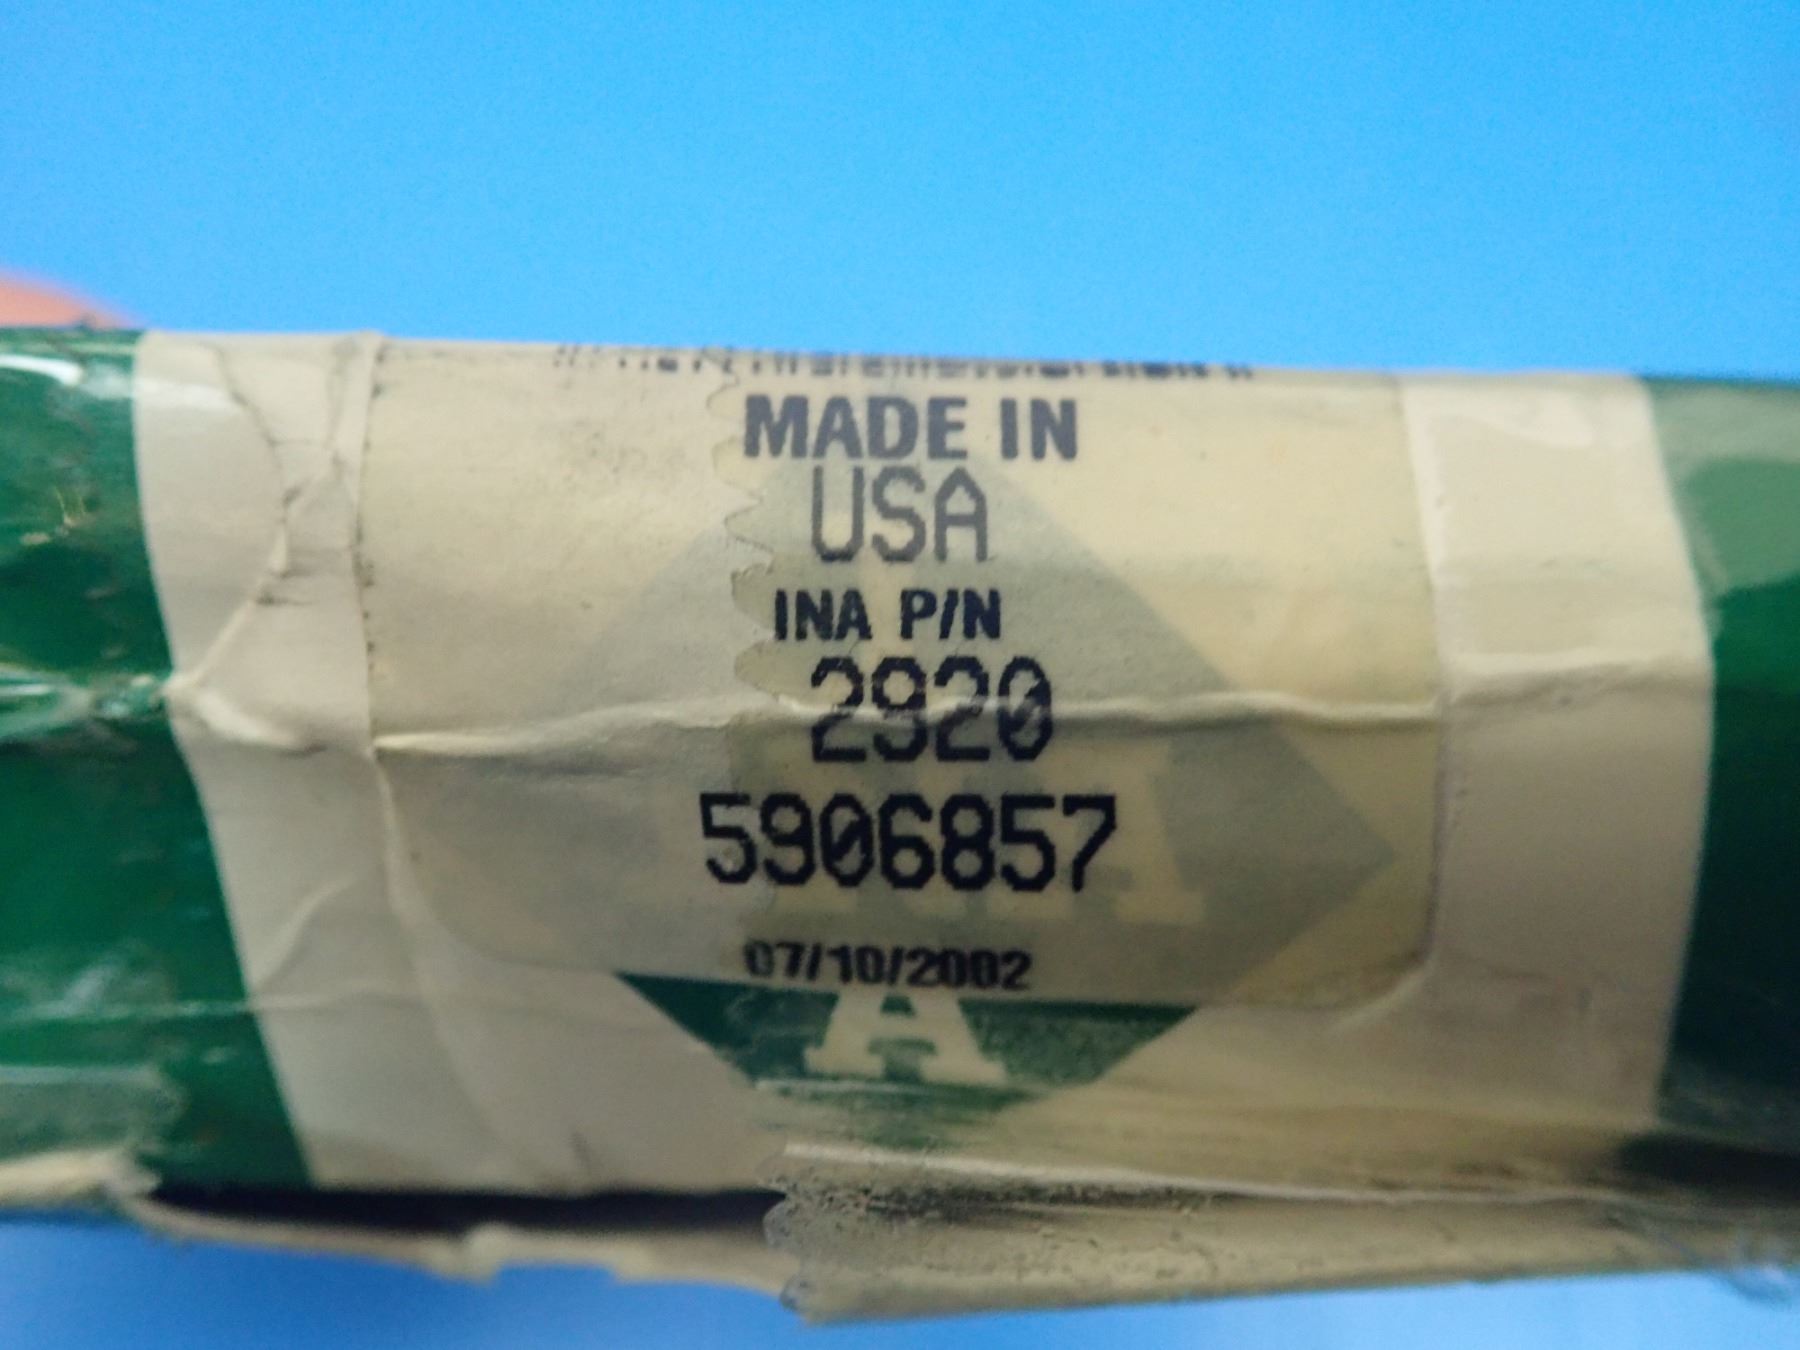 MADE IN
USA
INA P/N
2920
5906857
07/10/2002
A